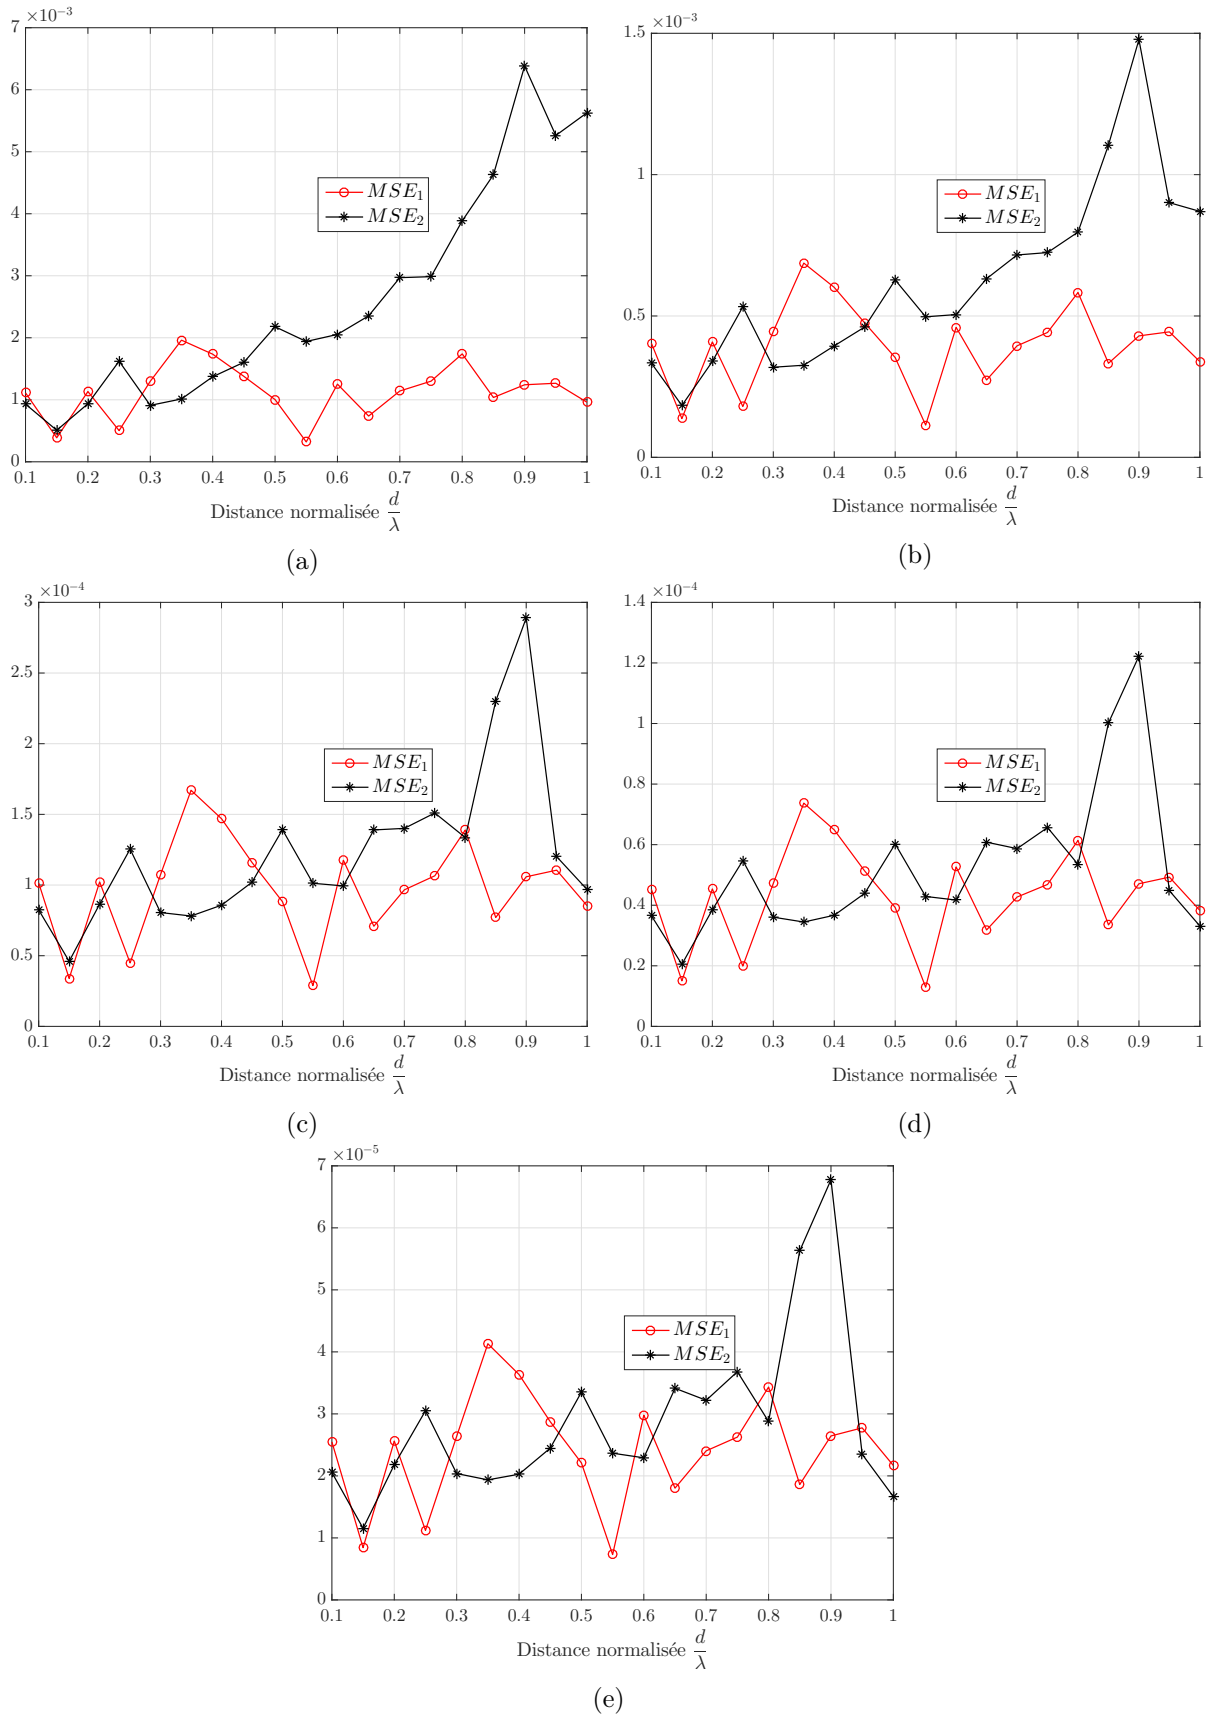 ×10⁻³
7
6
5
4
3
2
1
0
MSE₁
MSE₂
0.1 0.2 0.3 0.4 0.5 0.6 0.7 0.8 0.9 1
Distance normalisée d/λ
(a)
×10⁻³
1.5
1
0.5
0
MSE₁
MSE₂
0.1 0.2 0.3 0.4 0.5 0.6 0.7 0.8 0.9 1
Distance normalisée d/λ
(b)
×10⁻⁴
3
2.5
2
1.5
1
0.5
0
MSE₁
MSE₂
0.1 0.2 0.3 0.4 0.5 0.6 0.7 0.8 0.9 1
Distance normalisée d/λ
(c)
×10⁻⁴
1.4
1.2
1
0.8
0.6
0.4
0.2
0
MSE₁
MSE₂
0.1 0.2 0.3 0.4 0.5 0.6 0.7 0.8 0.9 1
Distance normalisée d/λ
(d)
×10⁻⁵
7
6
5
4
3
2
1
0
MSE₁
MSE₂
0.1 0.2 0.3 0.4 0.5 0.6 0.7 0.8 0.9 1
Distance normalisée d/λ
(e)